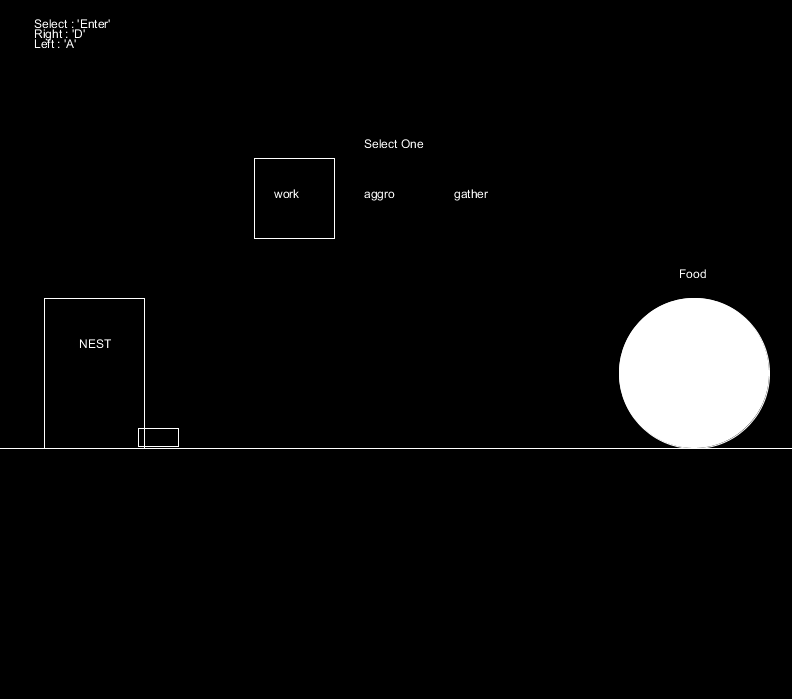 Select : 'Enter'
Right : 'D'
Left : 'A'
Select One
work aggro gather
Food
NEST